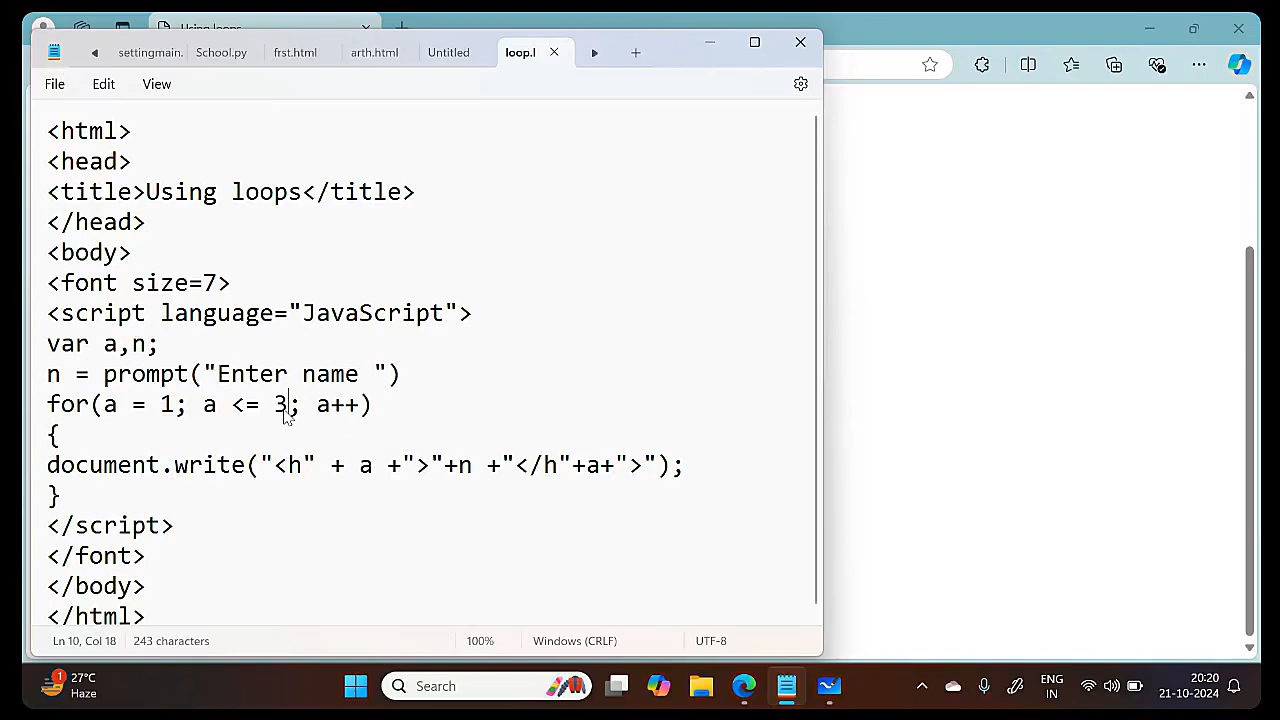 Using loops
settingmain.
School.py
frst.html
arth.html
Untitled
loop.l
File
Edit
View
<html>
<head>
<title>Using loops</title>
</head>
<body>
<font size=7>
<script language="JavaScript">
var a,n;
n = prompt("Enter name ")
for(a = 1; a <= 3; a++)
{
document.write("<h" + a +">"+n +"</h"+a+">");
}
</script>
</font>
</body>
</html>
Ln 10, Col 18
243 characters
100%
Windows (CRLF)
UTF-8
1
27°C
Haze
Search
ENG
IN
20:20
21-10-2024